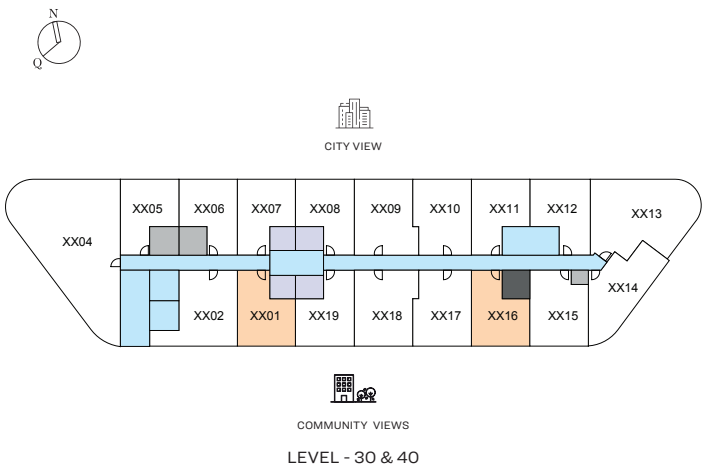 N
Q
CITY VIEW
XX05 XX06 XX07 XX08 XX09 XX10 XX11 XX12
XX13
XX04
XX14
XX02 XX01 XX19 XX18 XX17 XX16 XX15
COMMUNITY VIEWS
LEVEL - 30 & 40